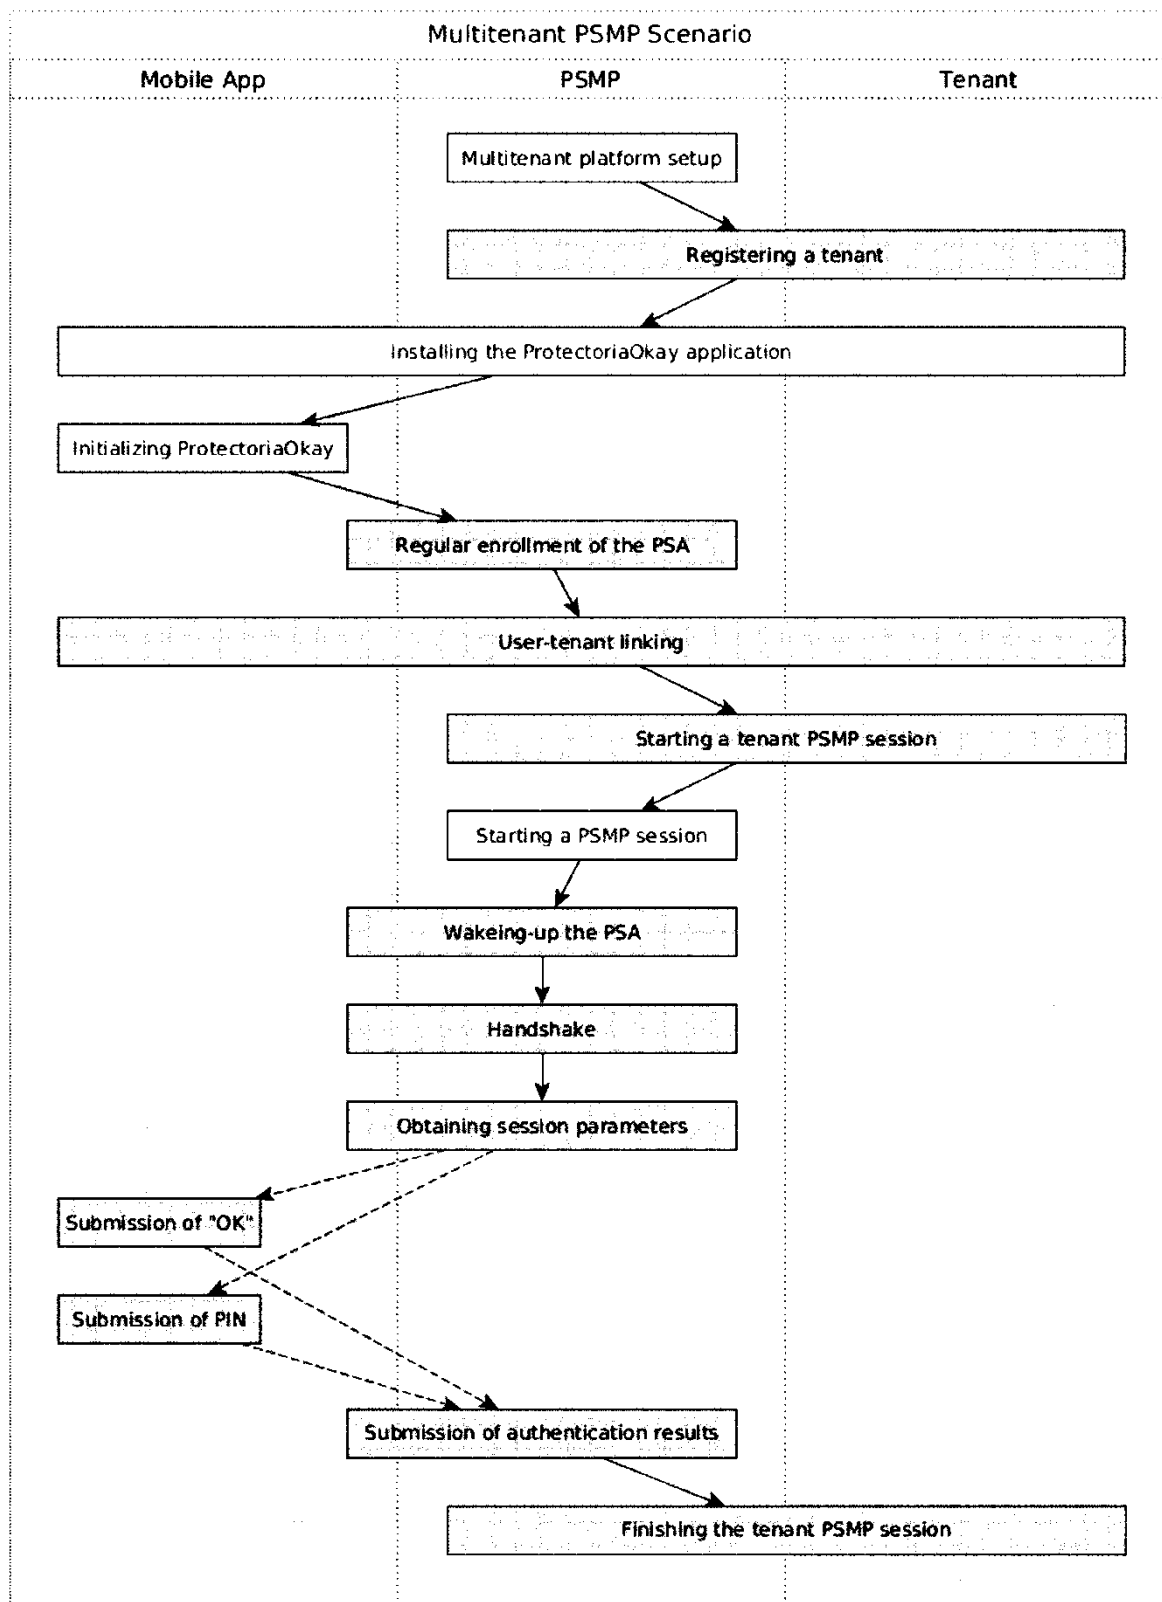 Multitenant PSMP Scenario
Mobile App
PSMP
Tenant
Multitenant platform setup
Registering a tenant
Installing the ProtectoriaOkay application
Initializing ProtectoriaOkay
Regular enrollment of the PSA
User-tenant linking
Starting a tenant PSMP session
Starting a PSMP session
Wakeing-up the PSA
Handshake
Obtaining session parameters
Submission of "OK"
Submission of PIN
Submission of authentication results
Finishing the tenant PSMP session